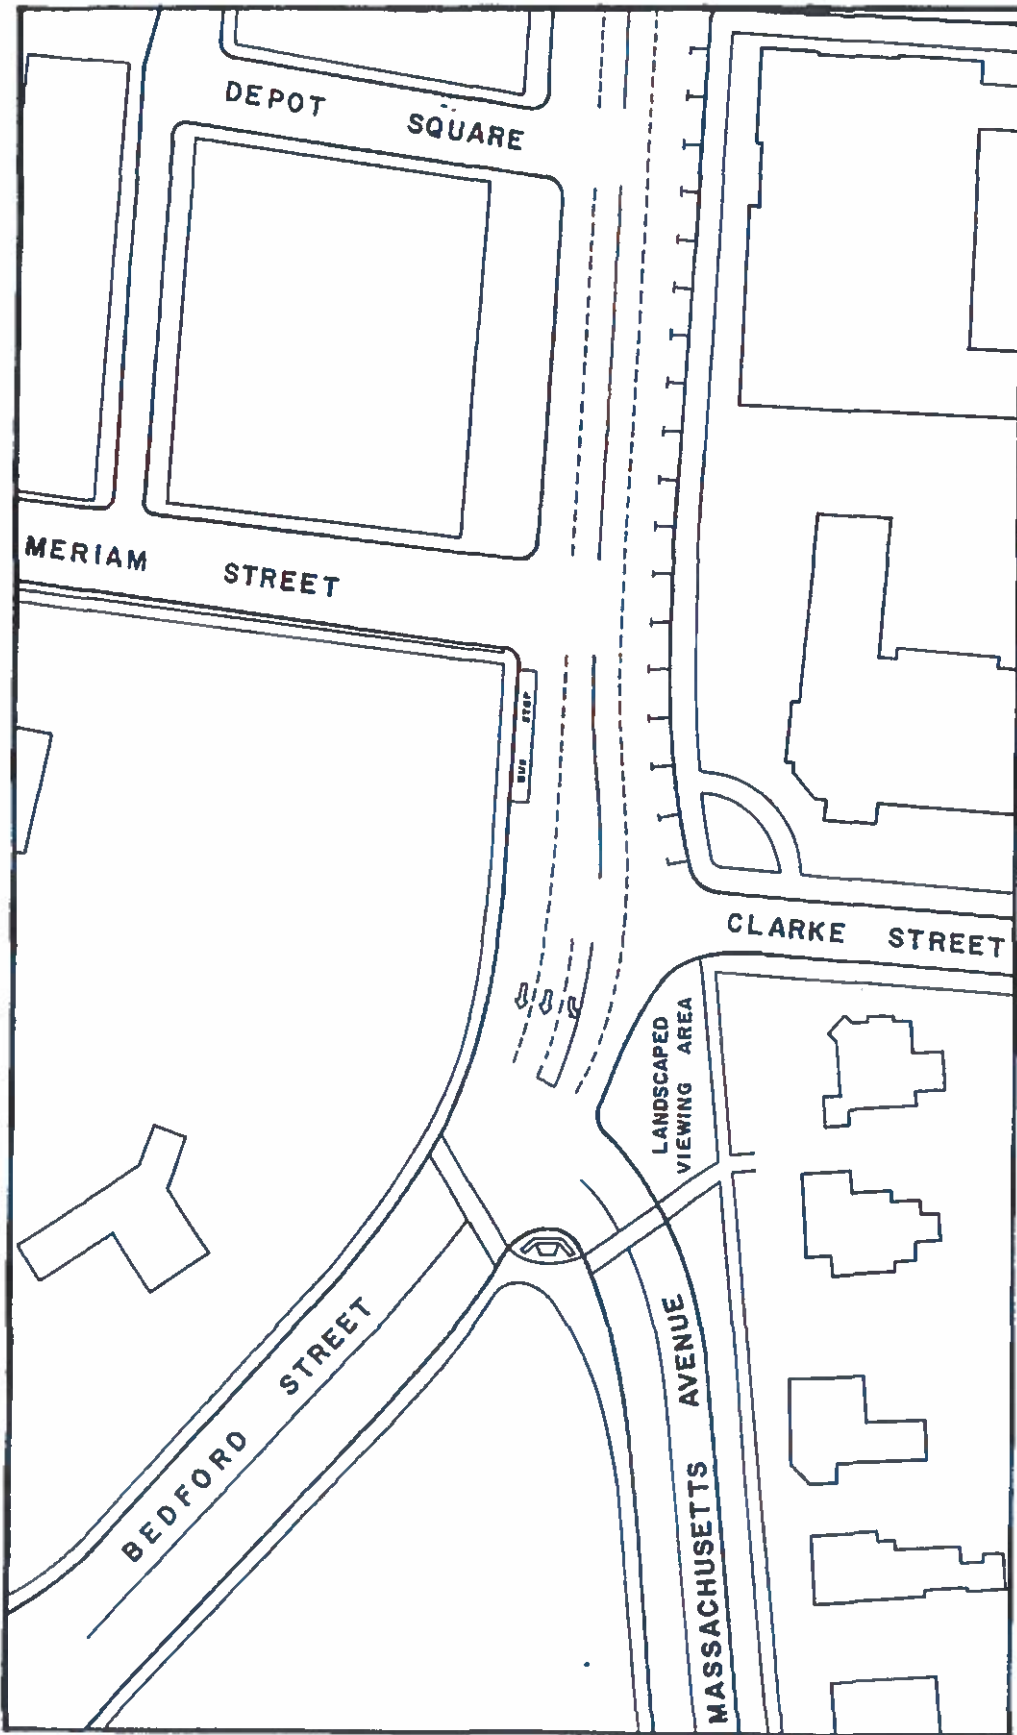 DEPOT SQUARE
MERIAM STREET
BUS STOP
CLARKE STREET
LANDSCAPED
VIEWING AREA
BEDFORD STREET
MASSACHUSETTS AVENUE